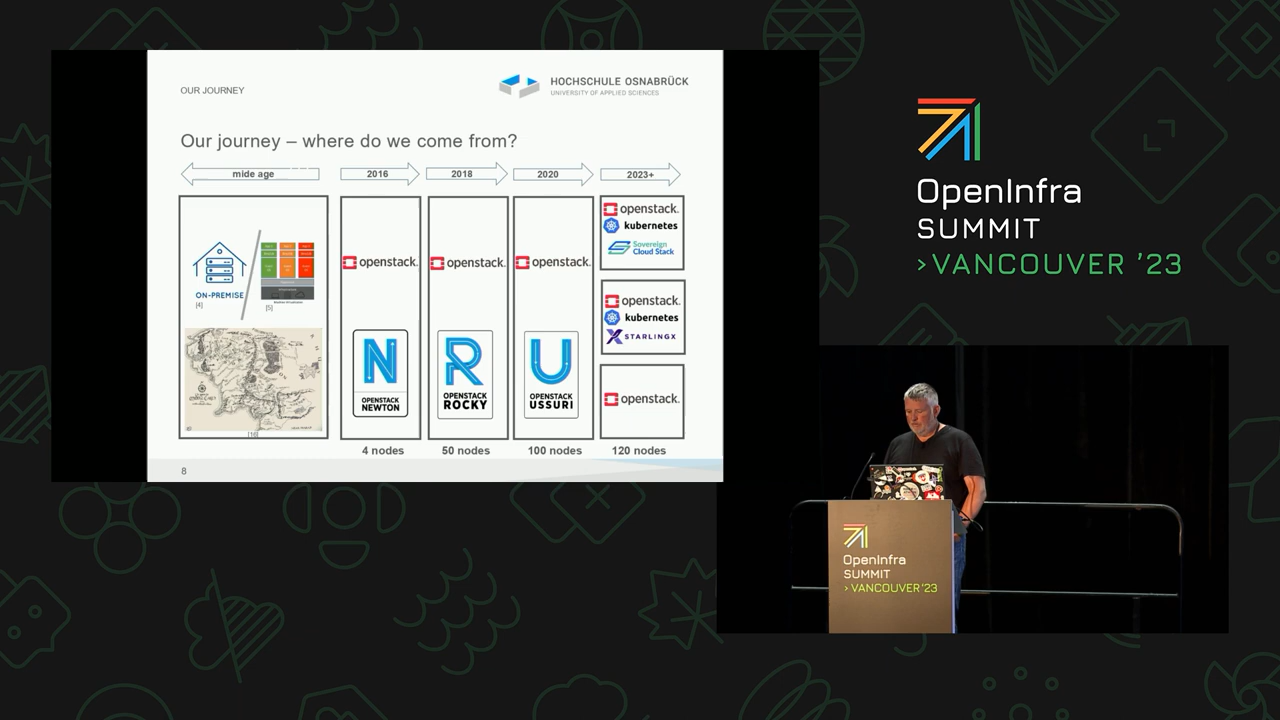 OUR JOURNEY
HOCHSCHULE OSNABRÜCK
UNIVERSITY OF APPLIED SCIENCES
Our journey – where do we come from?
mide age
2016
2018
2020
2023+
ON-PREMISE
[4]
[5]
openstack.
openstack.
openstack.
openstack.
kubernetes
Sovereign
Cloud Stack
openstack.
kubernetes
STARLINGX
openstack.
N
OPENSTACK
NEWTON
R
OPENSTACK
ROCKY
U
OPENSTACK
USSURI
4 nodes
50 nodes
100 nodes
120 nodes
8
OpenInfra
SUMMIT
>VANCOUVER ’23
OpenInfra
SUMMIT
> VANCOUVER ’23